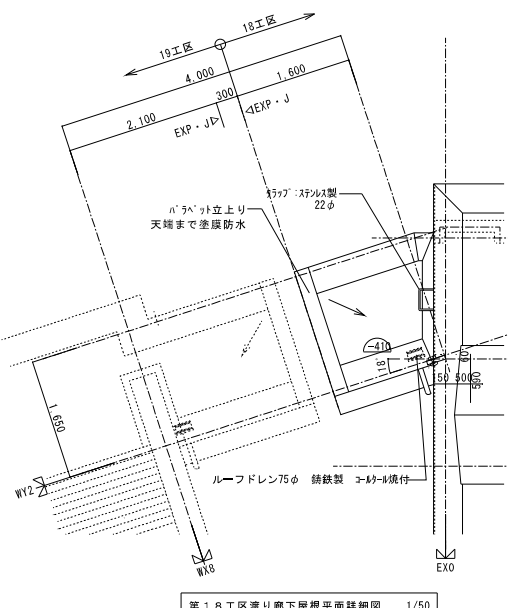 19工区
18工区
4,000
2,100
300
1,600
EXP・J
EXP・J
パラペット立上り
天端まで塗膜防水
タラップ：ステンレス製
22φ
-410
18
150 500
60
590
1,650
ルーフドレン75φ 鋳鉄製 コールタール焼付
WY2
WX8
EX0
第18工区渡り廊下屋根平面詳細図 1/50